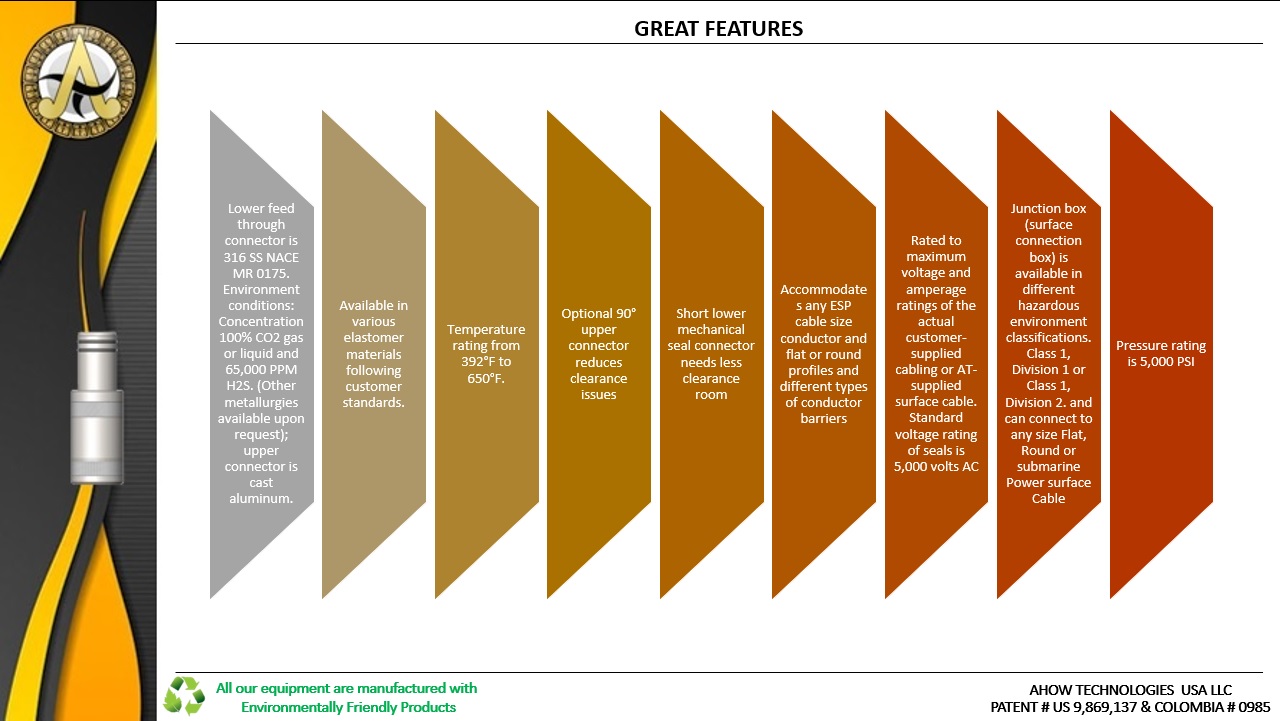 GREAT FEATURES
Lower feed
through
connector is
316 SS NACE
MR 0175.
Environment
conditions:
Concentration
100% CO2 gas
or liquid and
65,000 PPM
H2S. (Other
metallurgies
available upon
request);
upper
connector is
cast
aluminum.
Available in
various
elastomer
materials
following
customer
standards.
Temperature
rating from
392°F to
650°F.
Optional 90°
upper
connector
reduces
clearance
issues
Short lower
mechanical
seal connector
needs less
clearance
room
Accommodate
s any ESP
cable size
conductor and
flat or round
profiles and
different types
of conductor
barriers
Rated to
maximum
voltage and
amperage
ratings of the
actual
customer-
supplied
cabling or AT-
supplied
surface cable.
Standard
voltage rating
of seals is
5,000 volts AC
Junction box
(surface
connection
box) is
available in
different
hazardous
environment
classifications.
Class 1,
Division 1 or
Class 1,
Division 2. and
can connect to
any size Flat,
Round or
submarine
Power surface
Cable
Pressure rating
is 5,000 PSI
All our equipment are manufactured with
Environmentally Friendly Products
AHOW TECHNOLOGIES  USA LLC
PATENT # US 9,869,137 & COLOMBIA # 0985